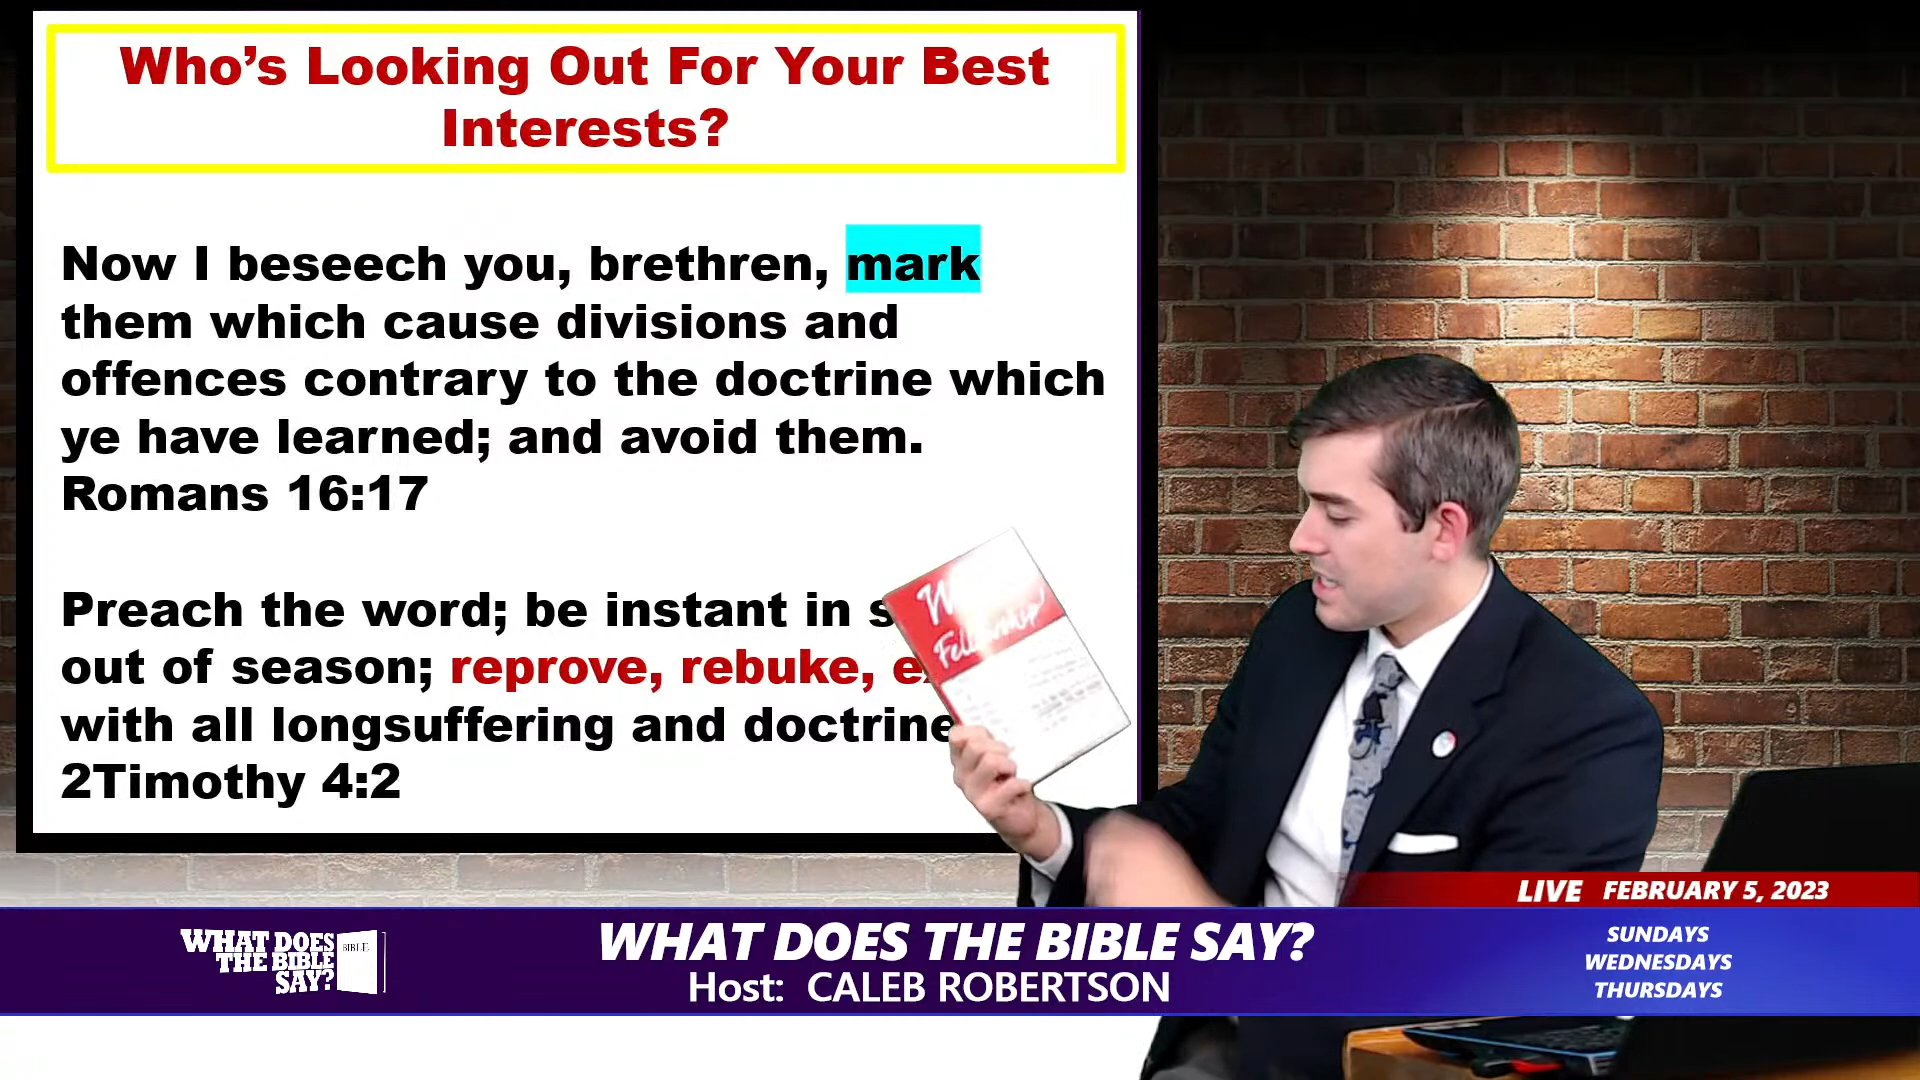 Who's Looking Out For Your Best
Interests?
Now I beseech you, brethren, mark
them which cause divisions and
offences contrary to the doctrine which
ye have learned; and avoid them.
Romans 16:17
Preach the word; be instant in
out of season; reprove, rebuke,
with all longsuffering and doctrine
2Timothy 4:2
Fellowship
LIVE FEBRUARY 5, 2023
WHAT DOES
THE BIBLE
SAY?
BIBLE
WHAT DOES THE BIBLE SAY?
Host: CALEB ROBERTSON
SUNDAYS
WEDNESDAYS
THURSDAYS